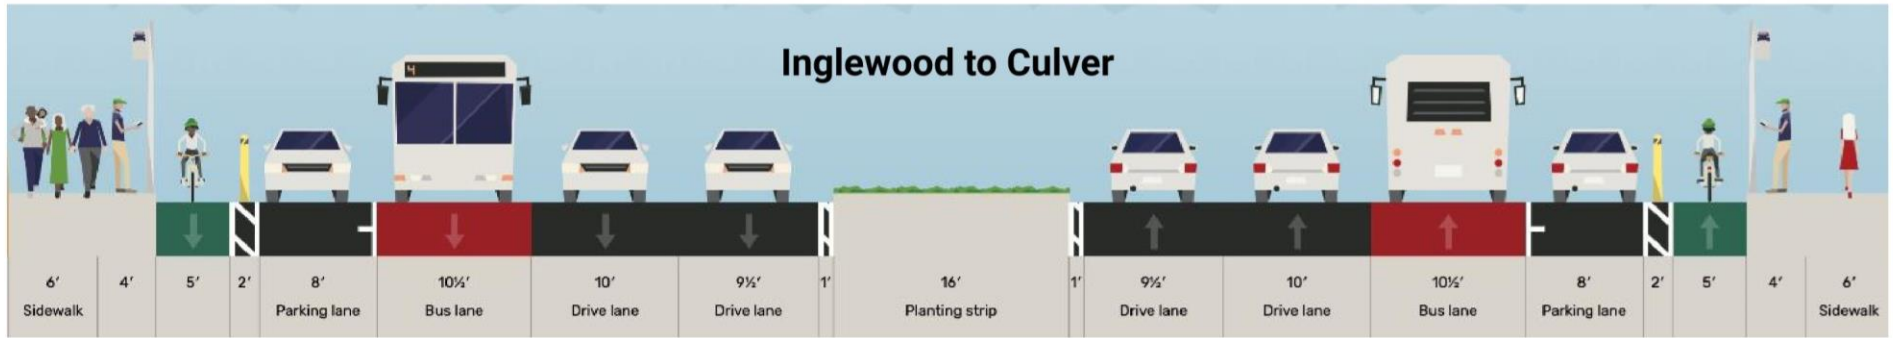 Inglewood to Culver
4
6′ 4′ 5′ 2′ 8′ 10½′ 10′ 9½′ 1′ 16′ 1′ 9½′ 10′ 10½′ 8′ 2′ 5′ 4′ 6′
Sidewalk Parking lane Bus lane Drive lane Drive lane Planting strip Drive lane Drive lane Bus lane Parking lane Sidewalk